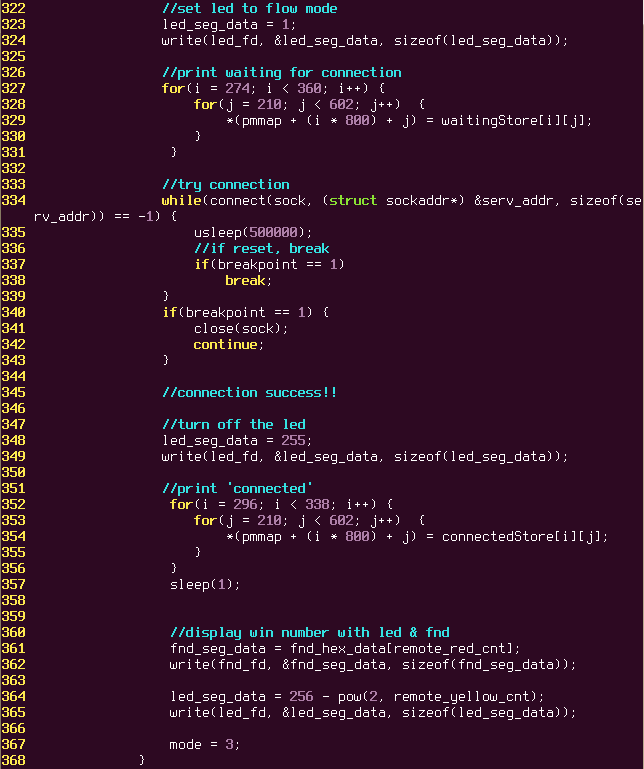 322                 //set led to flow mode
323                 led_seg_data = 1;
324                 write(led_fd, &led_seg_data, sizeof(led_seg_data));
325
326                 //print waiting for connection
327                 for(i = 274; i < 360; i++) {
328                     for(j = 210; j < 602; j++)  {
329                         *(pmmap + (i * 800) + j) = waitingStore[i][j];
330                     }
331                  }
332
333                 //try connection
334                 while(connect(sock, (struct sockaddr*) &serv_addr, sizeof(se
rv_addr)) == -1) {
335                     usleep(500000);
336                     //if reset, break
337                     if(breakpoint == 1)
338                         break;
339                 }
340                 if(breakpoint == 1) {
341                     close(sock);
342                     continue;
343                 }
344
345                 //connection success!!
346
347                 //turn off the led
348                 led_seg_data = 255;
349                 write(led_fd, &led_seg_data, sizeof(led_seg_data));
350
351                 //print 'connected'
352                  for(i = 296; i < 338; i++) {
353                     for(j = 210; j < 602; j++)  {
354                         *(pmmap + (i * 800) + j) = connectedStore[i][j];
355                     }
356                  }
357                  sleep(1);
358
359
360                  //display win number with led & fnd
361                  fnd_seg_data = fnd_hex_data[remote_red_cnt];
362                  write(fnd_fd, &fnd_seg_data, sizeof(fnd_seg_data));
363
364                  led_seg_data = 256 - pow(2, remote_yellow_cnt);
365                  write(led_fd, &led_seg_data, sizeof(led_seg_data));
366
367                  mode = 3;
368              }